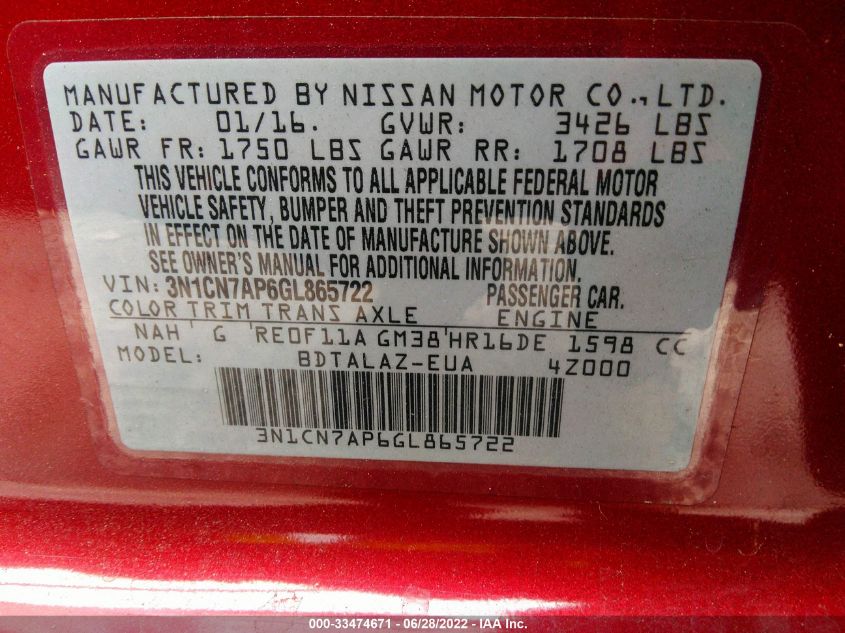 MANUFACTURED BY NISSAN MOTOR CO., LTD.
DATE: 01/16. GVWR: 3426 LBS
GAWR FR: 1750 LBS GAWR RR: 1708 LBS
THIS VEHICLE CONFORMS TO ALL APPLICABLE FEDERAL MOTOR
VEHICLE SAFETY, BUMPER AND THEFT PREVENTION STANDARDS
IN EFFECT ON THE DATE OF MANUFACTURE SHOWN ABOVE.
SEE OWNER'S MANUAL FOR ADDITIONAL INFORMATION.
VIN: 3N1CN7AP6GL865722 PASSENGER CAR.
COLOR TRIM TRANS AXLE ENGINE
NAH G RE0F11A GM38 HR16DE 1598 CC
MODEL: BDTALAZ-EUA 4Z000
3N1CN7AP6GL865722
000-33474671 06/28/2022 - IAA Inc.